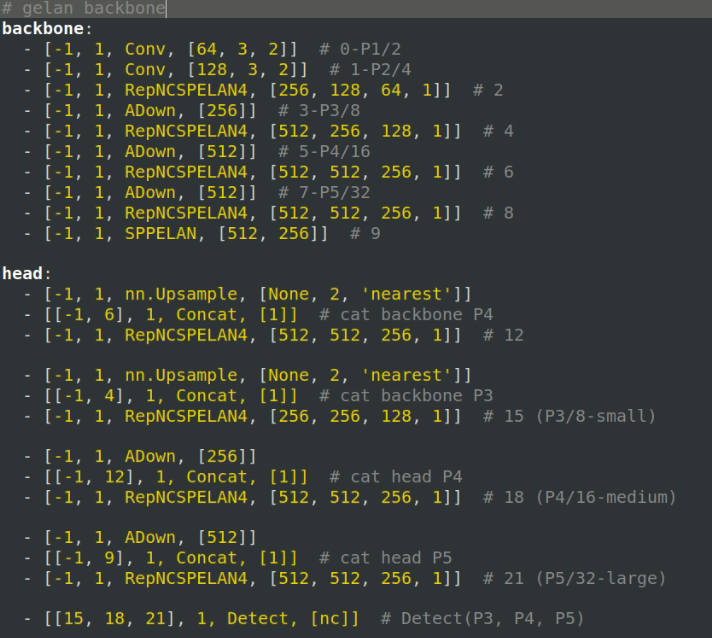 # gelan backbone
backbone:
  - [-1, 1, Conv, [64, 3, 2]]  # 0-P1/2
  - [-1, 1, Conv, [128, 3, 2]]  # 1-P2/4
  - [-1, 1, RepNCSPELAN4, [256, 128, 64, 1]]  # 2
  - [-1, 1, ADown, [256]]  # 3-P3/8
  - [-1, 1, RepNCSPELAN4, [512, 256, 128, 1]]  # 4
  - [-1, 1, ADown, [512]]  # 5-P4/16
  - [-1, 1, RepNCSPELAN4, [512, 512, 256, 1]]  # 6
  - [-1, 1, ADown, [512]]  # 7-P5/32
  - [-1, 1, RepNCSPELAN4, [512, 512, 256, 1]]  # 8
  - [-1, 1, SPPELAN, [512, 256]]  # 9

head:
  - [-1, 1, nn.Upsample, [None, 2, 'nearest']]
  - [[-1, 6], 1, Concat, [1]]  # cat backbone P4
  - [-1, 1, RepNCSPELAN4, [512, 512, 256, 1]]  # 12

  - [-1, 1, nn.Upsample, [None, 2, 'nearest']]
  - [[-1, 4], 1, Concat, [1]]  # cat backbone P3
  - [-1, 1, RepNCSPELAN4, [256, 256, 128, 1]]  # 15 (P3/8-small)

  - [-1, 1, ADown, [256]]
  - [[-1, 12], 1, Concat, [1]]  # cat head P4
  - [-1, 1, RepNCSPELAN4, [512, 512, 256, 1]]  # 18 (P4/16-medium)

  - [-1, 1, ADown, [512]]
  - [[-1, 9], 1, Concat, [1]]  # cat head P5
  - [-1, 1, RepNCSPELAN4, [512, 512, 256, 1]]  # 21 (P5/32-large)

  - [[15, 18, 21], 1, Detect, [nc]]  # Detect(P3, P4, P5)